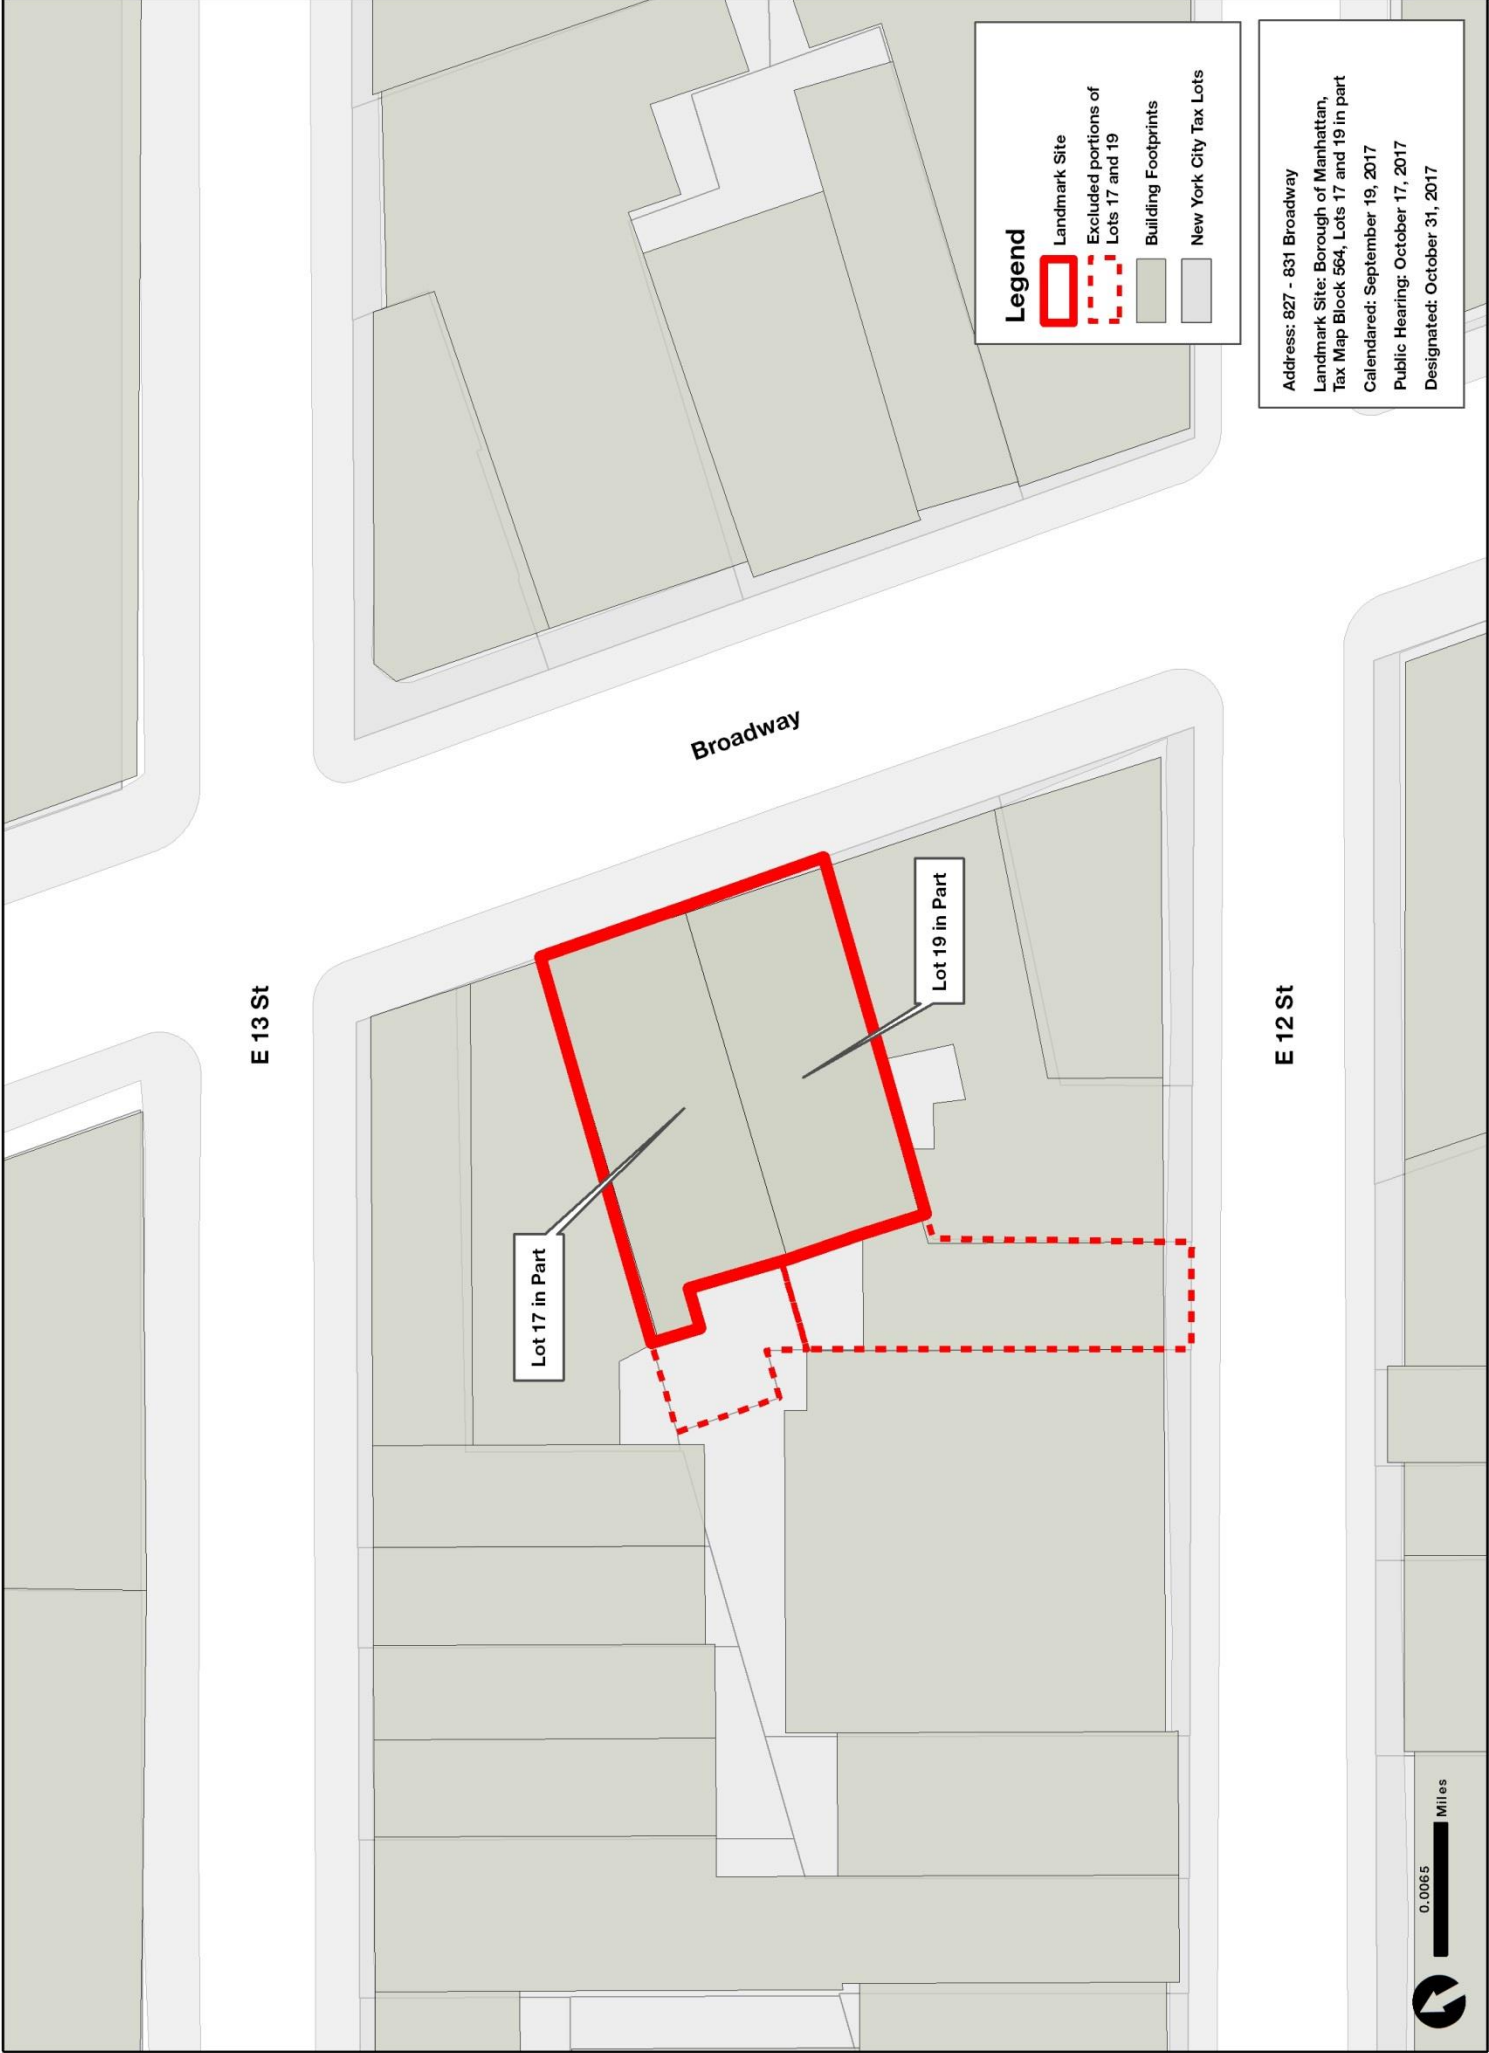 E 13 St
Broadway
Lot 17 in Part
Lot 19 in Part
E 12 St
Legend
Landmark Site
Excluded portions of
Lots 17 and 19
Building Footprints
New York City Tax Lots
Address: 827 - 831 Broadway
Landmark Site: Borough of Manhattan,
Tax Map Block 564, Lots 17 and 19 in part
Calendared: September 19, 2017
Public Hearing: October 17, 2017
Designated: October 31, 2017
0.0065
Miles